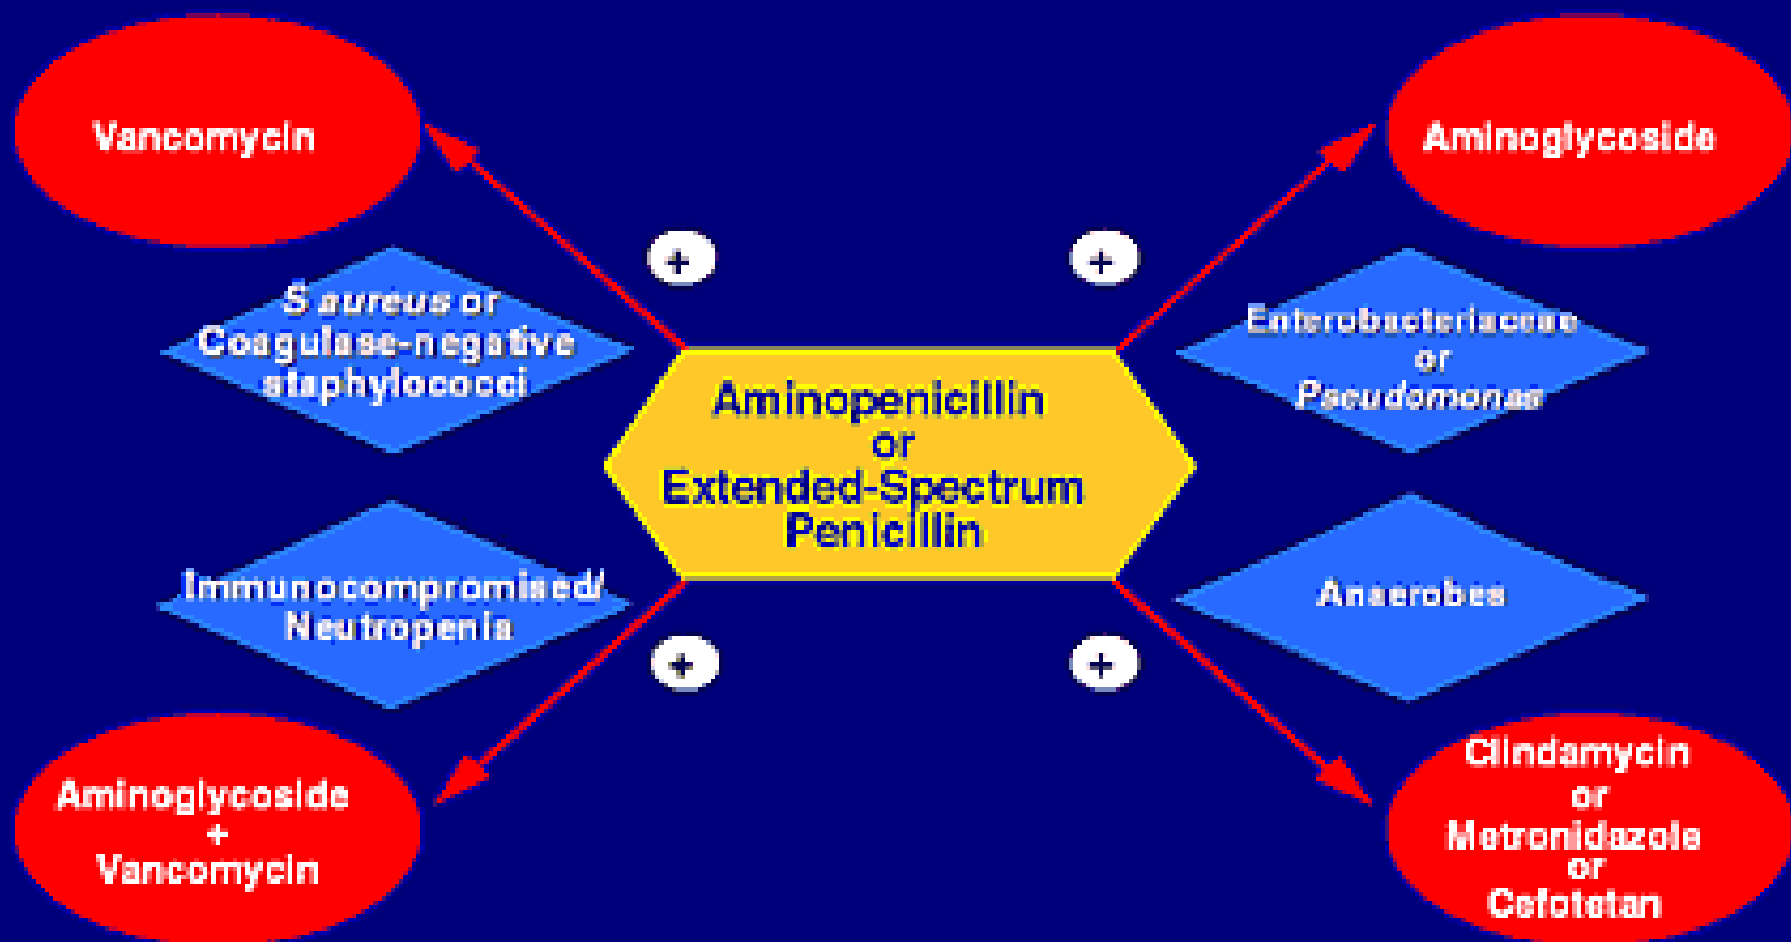 Vancomycin
Aminoglycoside
+
+
S aureus or
Coagulase-negative
staphylococci
Enterobacteriaceae
or
Pseudomonas
Aminopenicillin
or
Extended-Spectrum
Penicillin
Immunocompromised/
Neutropenia
Anaerobes
+
+
Aminoglycoside
+
Vancomycin
Clindamycin
or
Metronidazole
or
Cefotetan